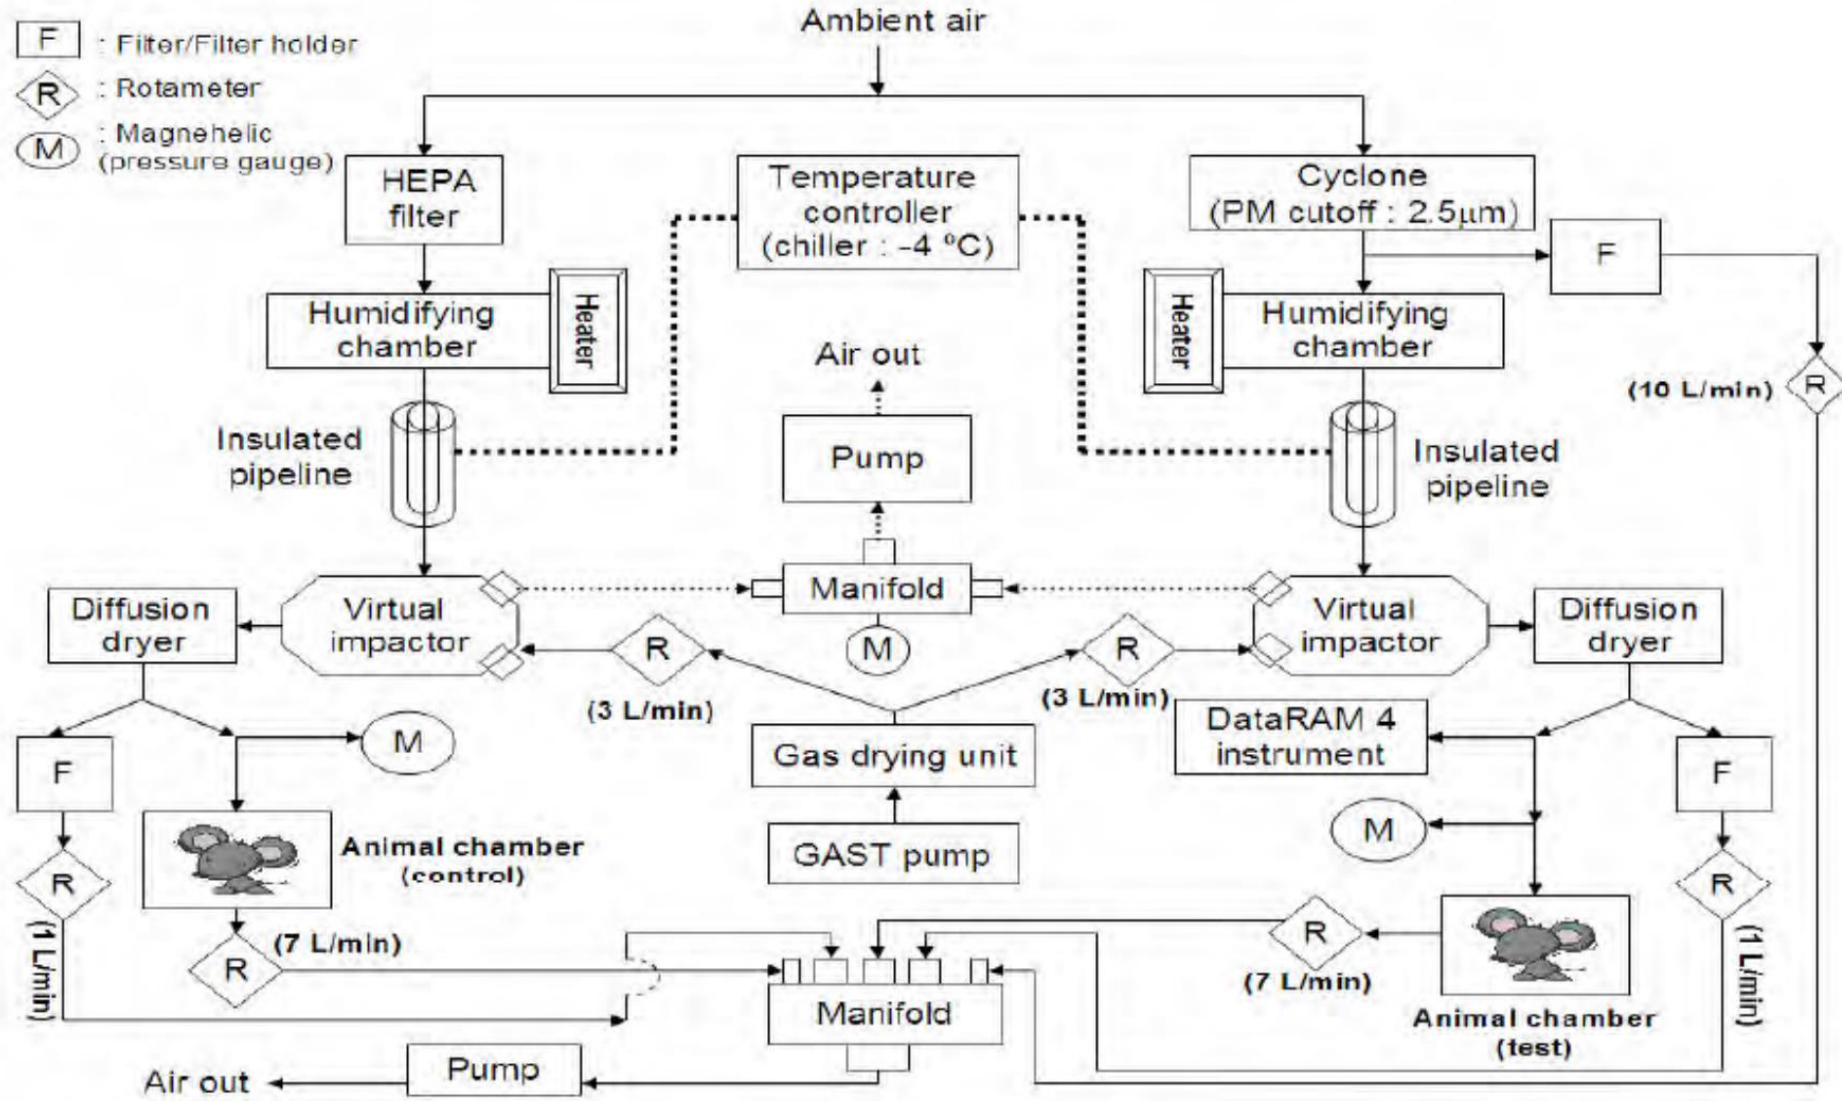 Ambient air
F
: Filter/Filter holder
R
: Rotameter
M
: Magnehelic
(pressure gauge)
HEPA
filter
Temperature
controller
(chiller : -4 ºC)
Cyclone
(PM cutoff : 2.5µm)
F
Humidifying
chamber
Heater
Heater
Humidifying
chamber
Air out
(10 L/min)
R
Insulated
pipeline
Pump
Insulated
pipeline
Diffusion
dryer
Virtual
impactor
Manifold
Virtual
impactor
Diffusion
dryer
R
M
R
(3 L/min)
(3 L/min)
M
Gas drying unit
DataRAM 4
instrument
F
F
M
Animal chamber
(control)
GAST pump
R
R
(1 L/min)
(7 L/min)
R
R
(7 L/min)
(1 L/min)
Manifold
Animal chamber
(test)
Air out
Pump